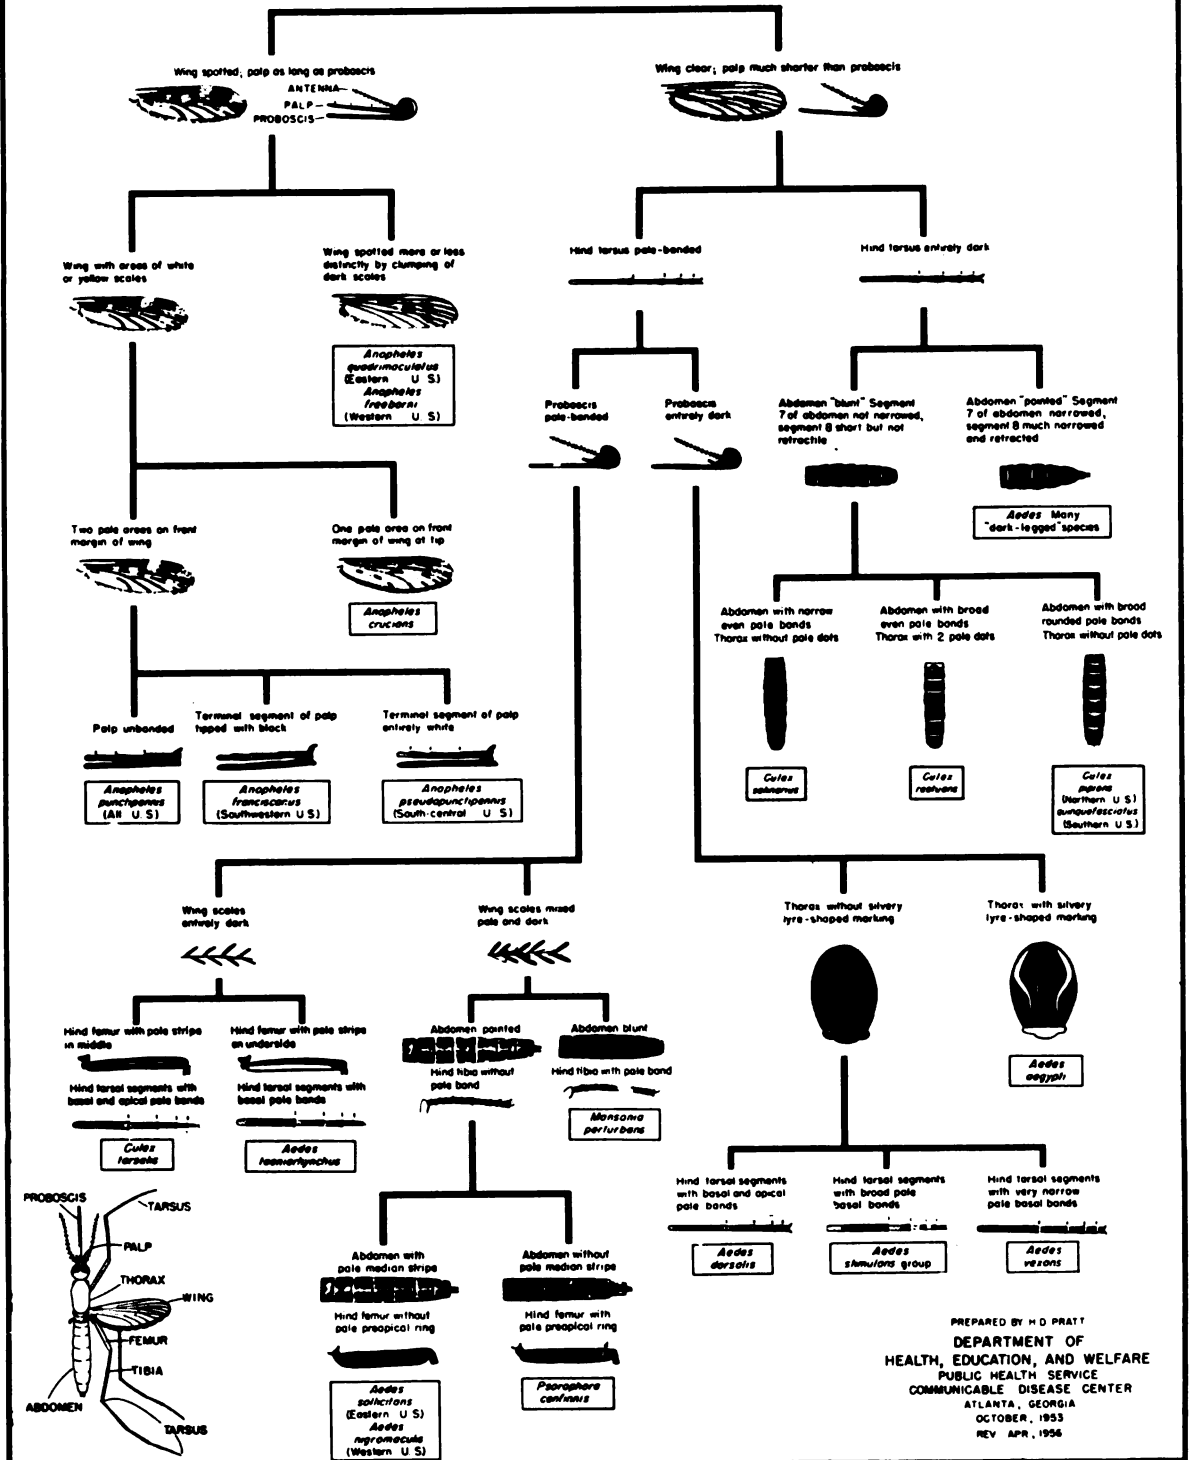 Wing spotted; palp as long as proboscis
ANTENNA
PALP
PROBOSCIS
Wing clear; palp much shorter than proboscis
Wing with areas of white
or yellow scales
Wing spotted more or less
distinctly by clumping of
dark scales
Anopheles
quadrimaculatus
(Eastern U S)
Anopheles
freeborni
(Western U S)
Hind tarsus pale-banded
Hind tarsus entirely dark
Proboscis
pale-banded
Proboscis
entirely dark
Abdomen "blunt" Segment
7 of abdomen not narrowed,
segment 8 short but not
retractile
Abdomen "pointed" Segment
7 of abdomen narrowed,
segment 8 much narrowed
and retracted
Aedes Many
"dark-legged" species
Two pale areas on front
margin of wing
One pale area on front
margin of wing at tip
Anopheles
crucians
Abdomen with narrow
even pale bands
Thorax without pale dots
Abdomen with broad
even pale bands
Thorax with 2 pale dots
Abdomen with broad
rounded pale bands
Thorax without pale dots
Culex
salinarius
Culex
restuans
Culex
pipiens
(Northern U S)
quinquefasciatus
(Southern U S)
Palp unbanded
Terminal segment of palp
tipped with black
Terminal segment of palp
entirely white
Anopheles
punctipennis
(All U S)
Anopheles
franciscanus
(Southwestern U S)
Anopheles
pseudopunctipennis
(South-central U S)
Wing scales
entirely dark
Wing scales mixed
pale and dark
Thorax without silvery
lyre-shaped marking
Thorax with silvery
lyre-shaped marking
Aedes
aegypti
Hind femur with pale stripe
in middle
Hind tarsal segments with
basal and apical pale bands
Culex
tarsalis
Hind femur with pale stripe
on underside
Hind tarsal segments with
basal pale bands
Aedes
taeniorhynchus
Abdomen pointed
Hind tibia without
pale band
Abdomen blunt
Hind tibia with pale band
Mansonia
perturbans
Hind tarsal segments
with basal and apical
pale bands
Aedes
dorsalis
Hind tarsal segments
with broad pale
basal bands
Aedes
stimulans group
Hind tarsal segments
with very narrow
pale basal bands
Aedes
vexans
Abdomen with
pale median stripe
Hind femur without
pale preapical ring
Aedes
sollicitans
(Eastern U S)
Aedes
nigromaculis
(Western U S)
Abdomen without
pale median stripe
Hind femur with
pale preapical ring
Psorophora
confinnis
PROBOSCIS
TARSUS
PALP
THORAX
WING
FEMUR
TIBIA
ABDOMEN
TARSUS
PREPARED BY H D PRATT
DEPARTMENT OF
HEALTH, EDUCATION, AND WELFARE
PUBLIC HEALTH SERVICE
COMMUNICABLE DISEASE CENTER
ATLANTA, GEORGIA
OCTOBER, 1953
REV APR, 1956